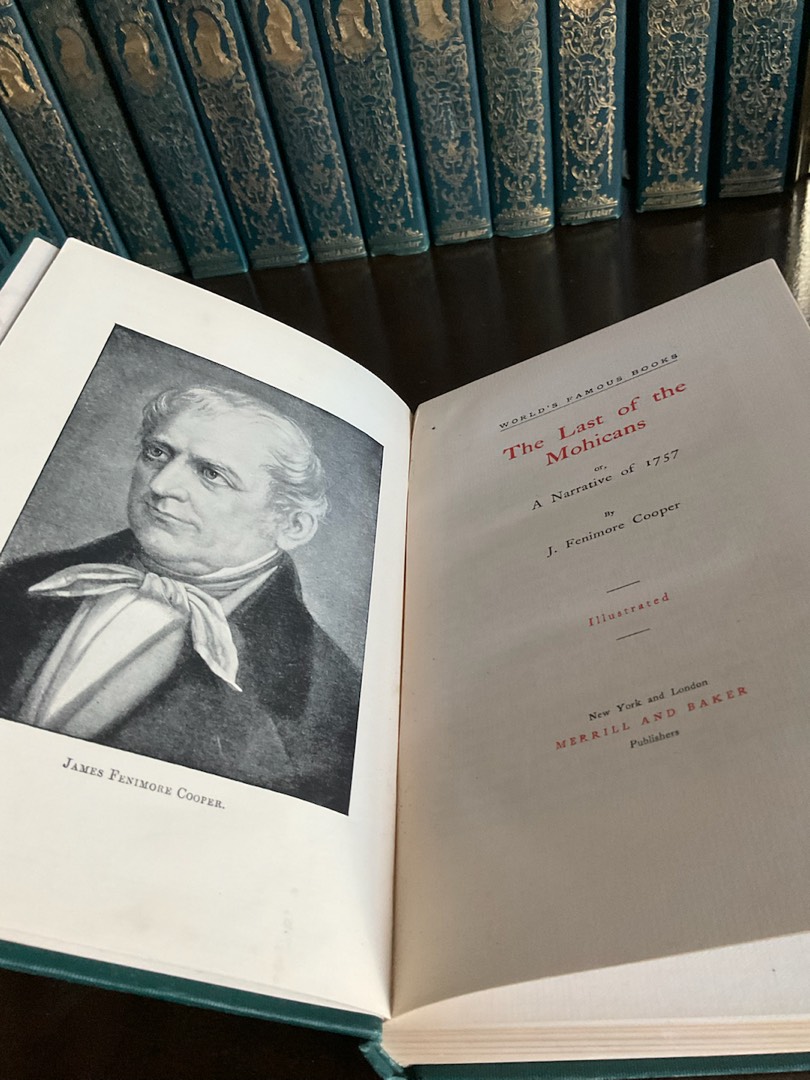 JAMES FENIMORE COOPER.
WORLD'S FAMOUS BOOKS
The Last of the
Mohicans
or,
A Narrative of 1757
By
J. Fenimore Cooper
Illustrated
New York and London
MERRILL AND BAKER
Publishers